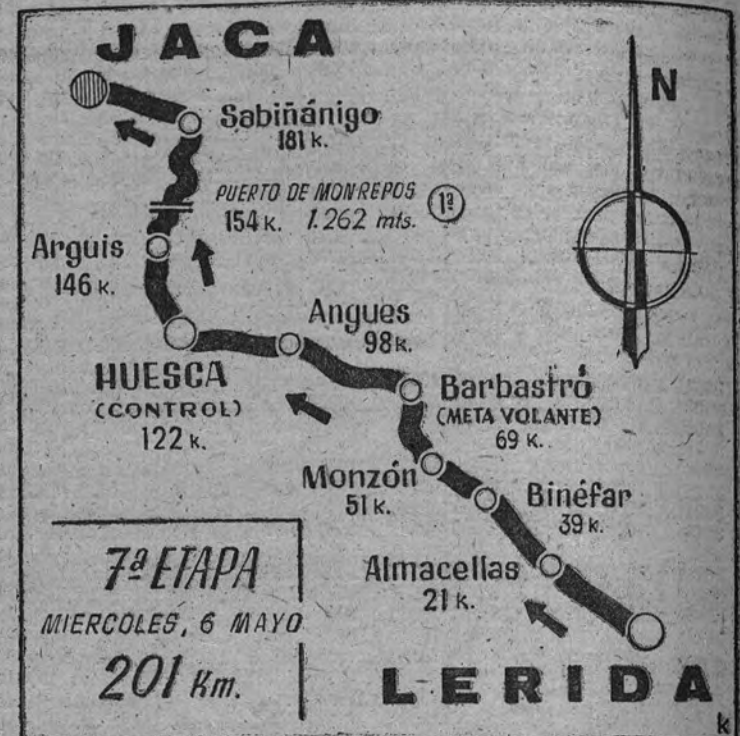 JACA
N
Sabiñánigo
181 k.
PUERTO DE MONREPOS
154 k. 1.262 mts.
1ª
Arguis
146 k.
Angues
98 k.
HUESCA
(CONTROL)
122 k.
Barbastró
(META VOLANTE)
69 k.
Monzón
51 k.
Binéfar
39 k.
Almacellas
21 k.
7ª ETAPA
MIERCOLES, 6 MAYO
201 Km.
LERIDA
k